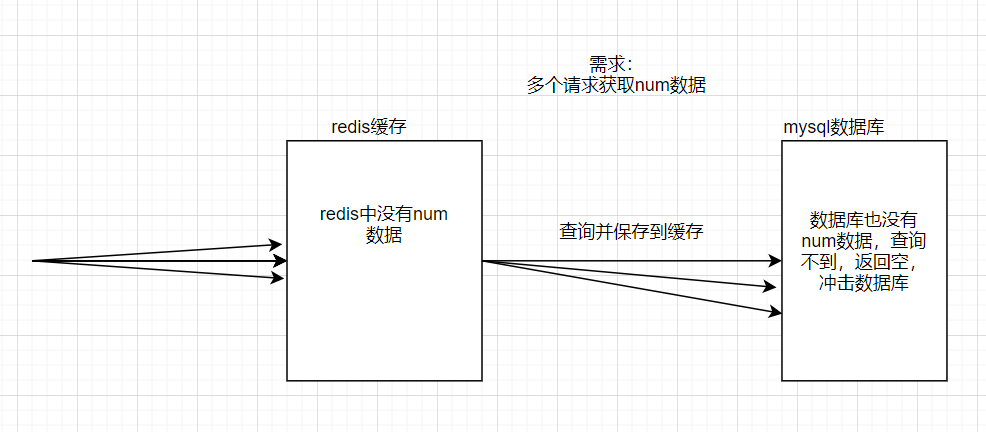 需求：
多个请求获取num数据
redis缓存
mysql数据库
redis中没有num
数据
查询并保存到缓存
数据库也没有
num数据，查询
不到，返回空，
冲击数据库